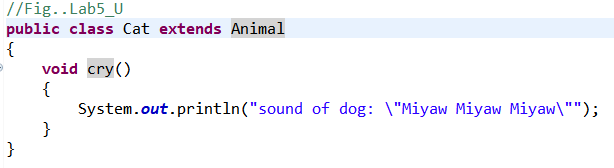 //Fig..Lab5_U
public class Cat extends Animal
{
    void cry()
    {
        System.out.println("sound of dog: \"Miyaw Miyaw Miyaw\"");
    }
}